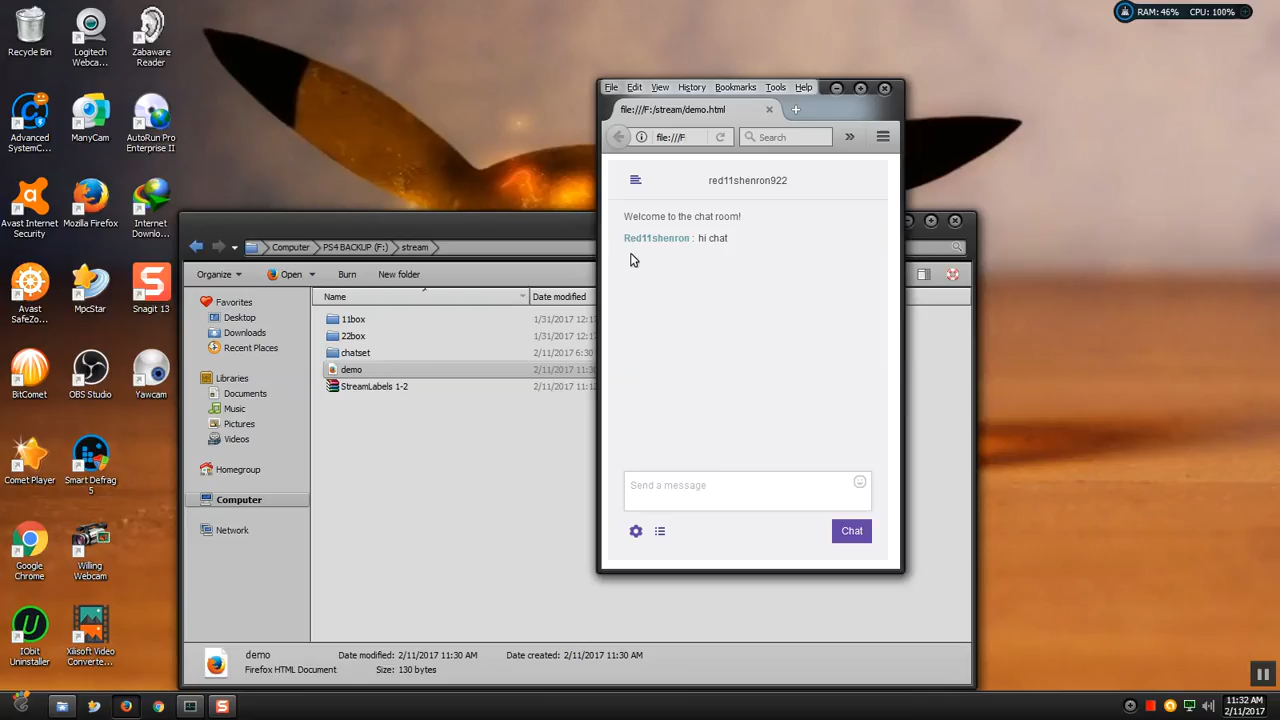 RAM: 46% CPU: 100%
Recycle Bin
Logitech Webca...
Zabaware Reader
Advanced SystemC...
ManyCam
AutoRun Pro Enterprise II
Avast Internet Security
Mozilla Firefox
Internet Downlo...
Avast SafeZo...
MpcStar
Snagit 13
BitComet
OBS Studio
Yawcam
Comet Player
Smart Defrag 5
Google Chrome
Willing Webcam
IObit Uninstaller
Xilisoft Video Converte...
File Edit View History Bookmarks Tools Help
file:///F:/stream/demo.html
file:///F
Search
red11shenron922
Welcome to the chat room!
Red11shenron : hi chat
Send a message
Chat
Computer PS4 BACKUP (F:) stream
Organize Open Burn New folder
Name Date modified
Favorites
Desktop
Downloads
Recent Places
Libraries
Documents
Music
Pictures
Videos
Homegroup
Computer
Network
11box 1/31/2017 12:1
22box 1/31/2017 12:1
chatset 2/11/2017 6:30
demo 2/11/2017 11:30
StreamLabels 1-2 2/11/2017 11:1
demo Date modified: 2/11/2017 11:30 AM Date created: 2/11/2017 11:30 AM
Firefox HTML Document Size: 130 bytes
11:32 AM
2/11/2017